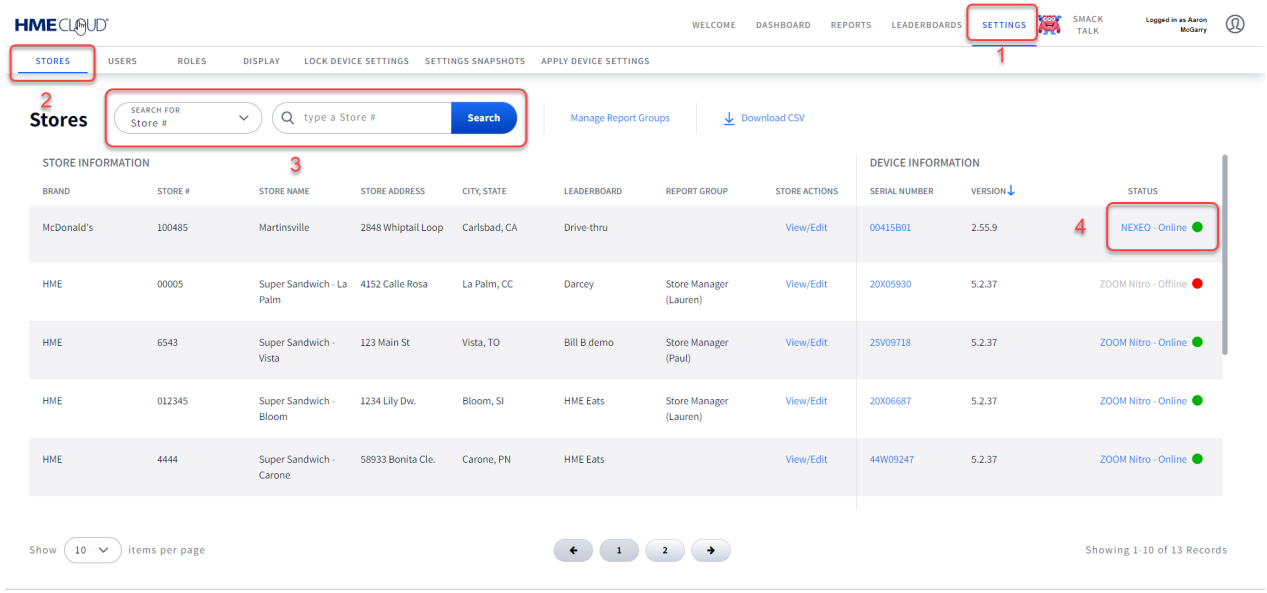 HME CLOUD®
WELCOME DASHBOARD REPORTS LEADERBOARDS SETTINGS SMACK TALK Logged in as Aaron McGarry
1
STORES USERS ROLES DISPLAY LOCK DEVICE SETTINGS SETTINGS SNAPSHOTS APPLY DEVICE SETTINGS
2
Stores SEARCH FOR Store # type a Store # Search Manage Report Groups Download CSV
3
STORE INFORMATION DEVICE INFORMATION
BRAND STORE # STORE NAME STORE ADDRESS CITY, STATE LEADERBOARD REPORT GROUP STORE ACTIONS SERIAL NUMBER VERSION STATUS
McDonald's 100485 Martinsville 2848 Whiptail Loop Carlsbad, CA Drive-thru View/Edit 00415B01 2.55.9 4 NEXEO - Online
HME 00005 Super Sandwich - La Palm 4152 Calle Rosa La Palm, CC Darcey Store Manager (Lauren) View/Edit 20X05930 5.2.37 ZOOM Nitro - Offline
HME 6543 Super Sandwich - Vista 123 Main St Vista, TO Bill B demo Store Manager (Paul) View/Edit 25V09718 5.2.37 ZOOM Nitro - Online
HME 012345 Super Sandwich - Bloom 1234 Lily Dw. Bloom, SI HME Eats Store Manager (Lauren) View/Edit 20X06687 5.2.37 ZOOM Nitro - Online
HME 4444 Super Sandwich - Carone 58933 Bonita Cle. Carone, PN HME Eats View/Edit 44W09247 5.2.37 ZOOM Nitro - Online
Show 10 items per page 1 2 Showing 1-10 of 13 Records